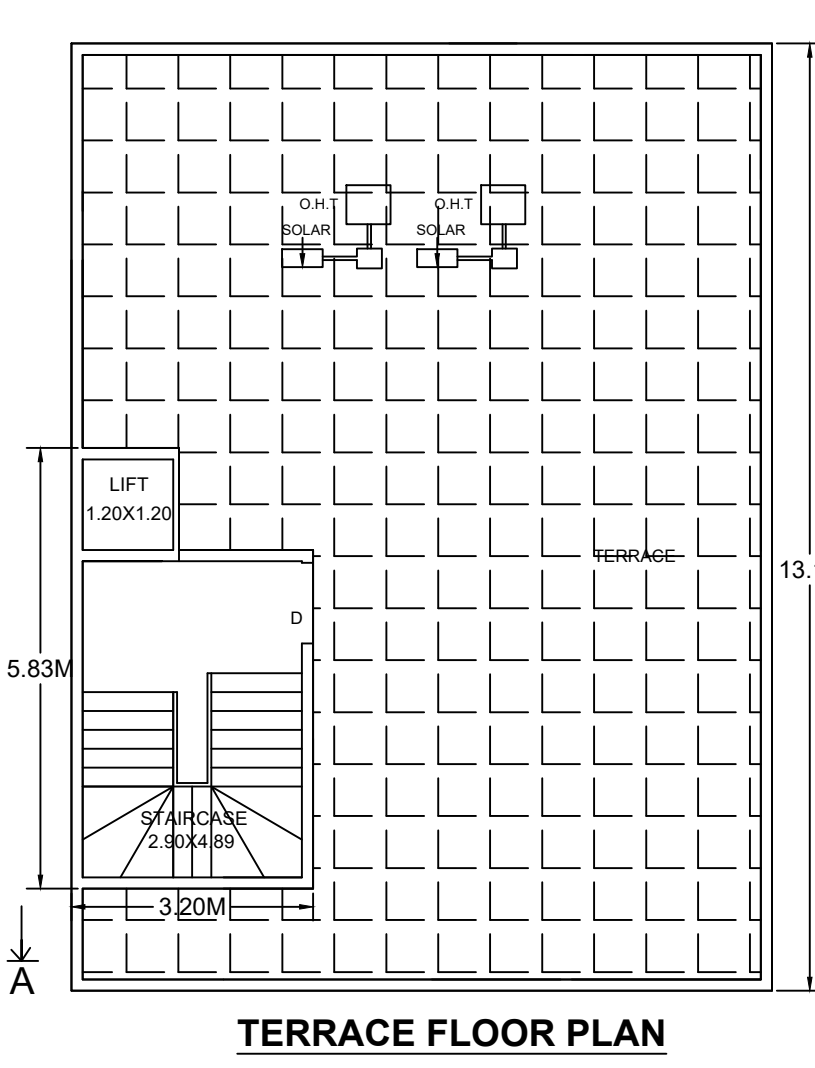 O.H.T
O.H.T
SOLAR
SOLAR
LIFT
1.20X1.20
TERRACE
D
5.83M
STAIRCASE
2.90X4.89
3.20M
A
TERRACE FLOOR PLAN